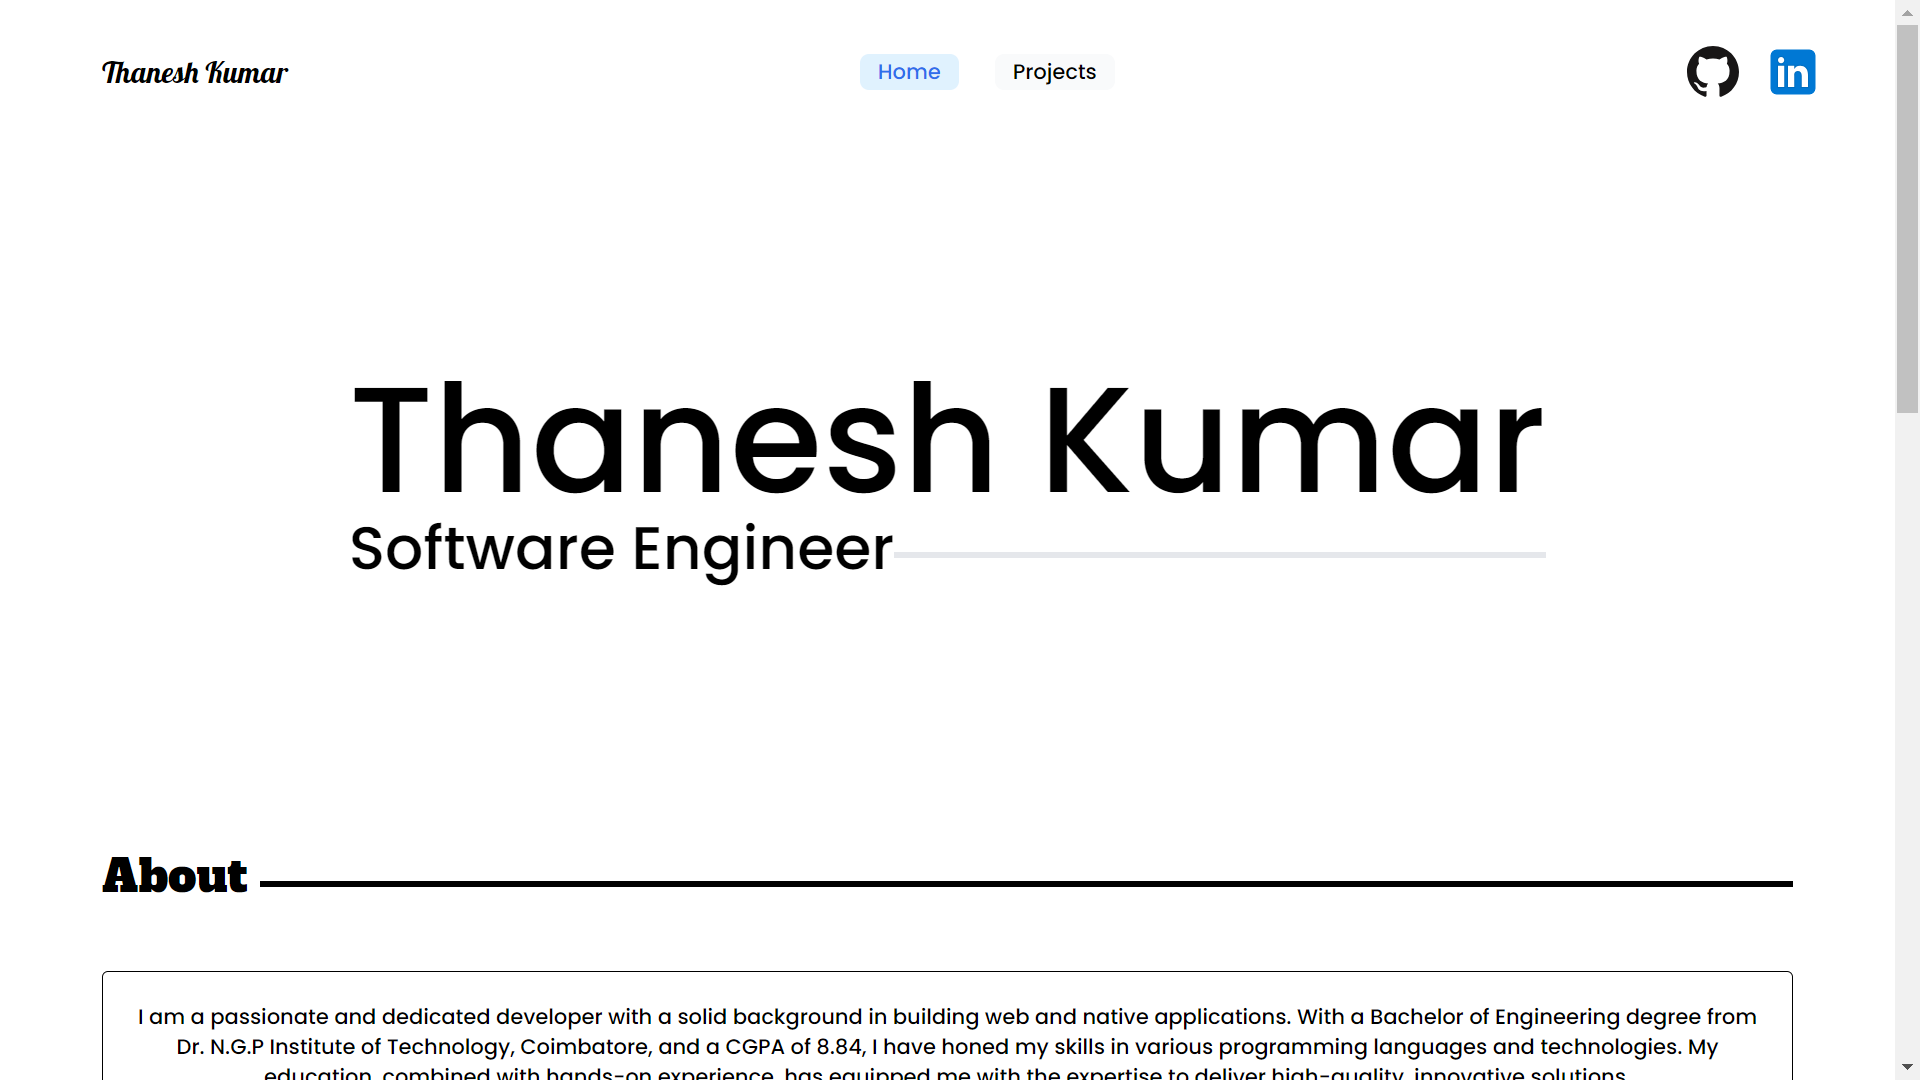 Thanesh Kumar
Home
Projects
in
Thanesh Kumar
Software Engineer
About
I am a passionate and dedicated developer with a solid background in building web and native applications. With a Bachelor of Engineering degree from
Dr. N.G.P Institute of Technology, Coimbatore, and a CGPA of 8.84, I have honed my skills in various programming languages and technologies. My
education, combined with hands-on experience, has equipped me with the expertise to deliver high-quality, innovative solutions.